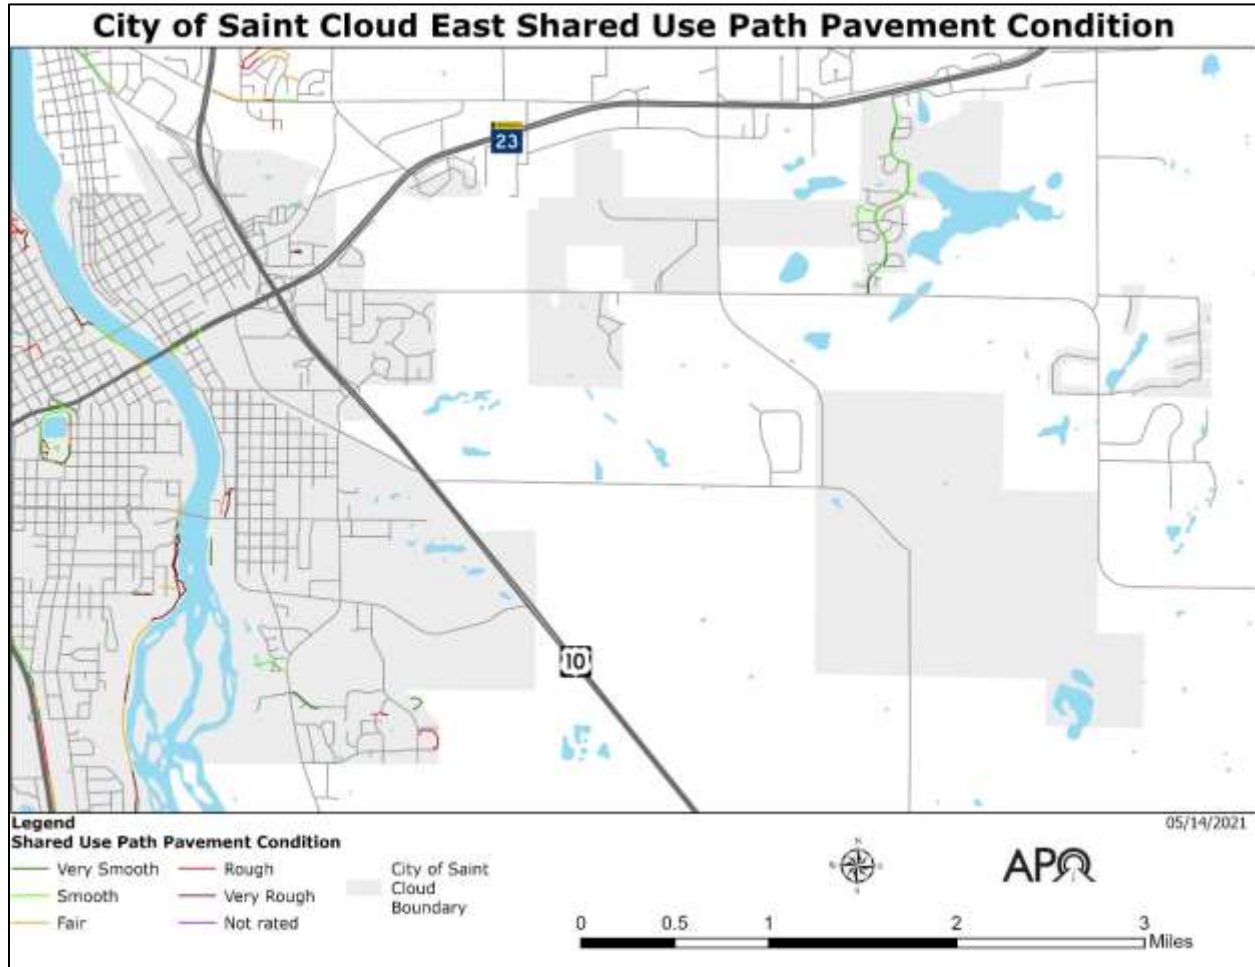 City of Saint Cloud East Shared Use Path Pavement Condition
23
10
05/14/2021
Legend
Shared Use Path Pavement Condition
Very Smooth
Smooth
Fair
Rough
Very Rough
Not rated
City of Saint
Cloud
Boundary
APO
0 0.5 1 2 3 Miles